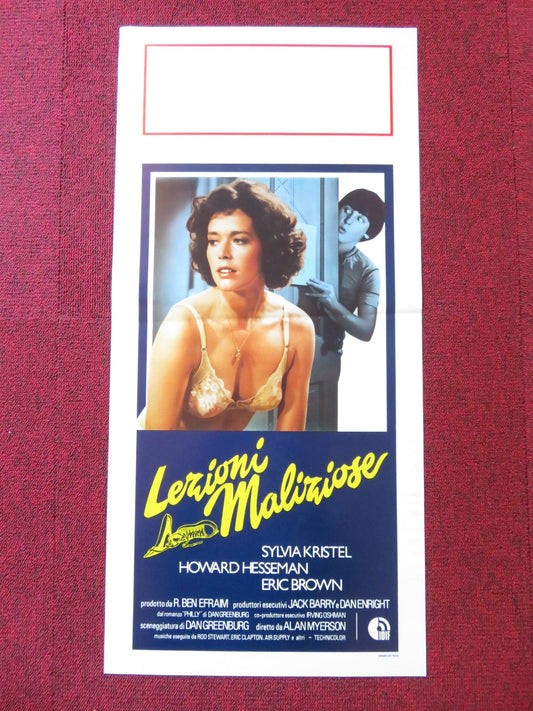 Lezioni
Maliziose
SYLVIA KRISTEL
HOWARD HESSEMAN
ERIC BROWN
prodotto da R. BEN EFRAIM produttori esecutivi JACK BARRY e DAN ENRIGHT
dal romanzo "PHILLY" di DAN GREENBURG co-produttore esecutivo IRVING OSHMAN
sceneggiatura di DAN GREENBURG diretto da ALAN MYERSON
musiche eseguite da ROD STEWART, ERIC CLAPTON, AIR SUPPLY e altri - TECHNICOLOR
IDIF